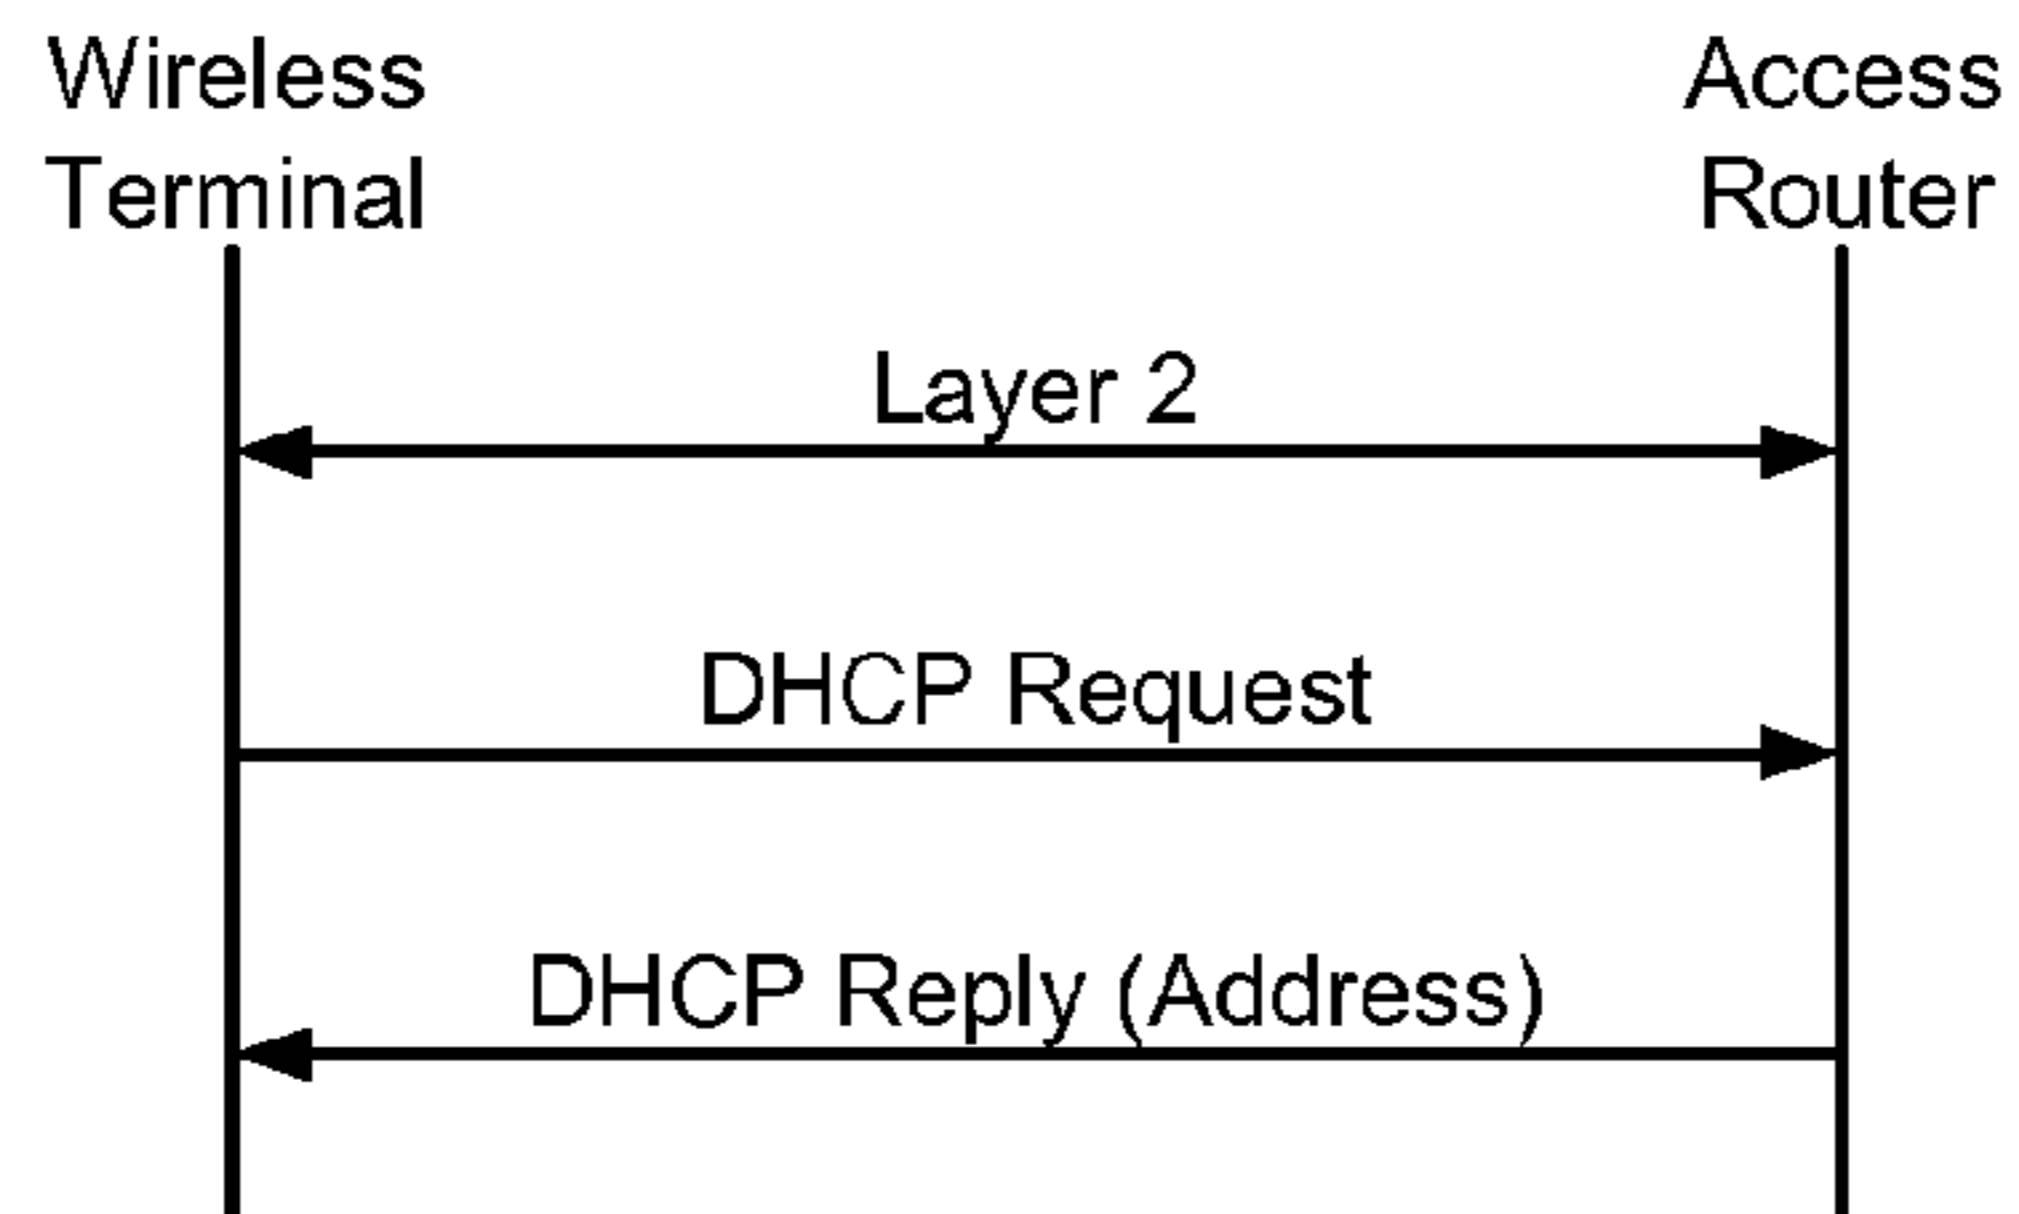 Wireless
Terminal
Access
Router
Layer 2
DHCP Request
DHCP Reply (Address)